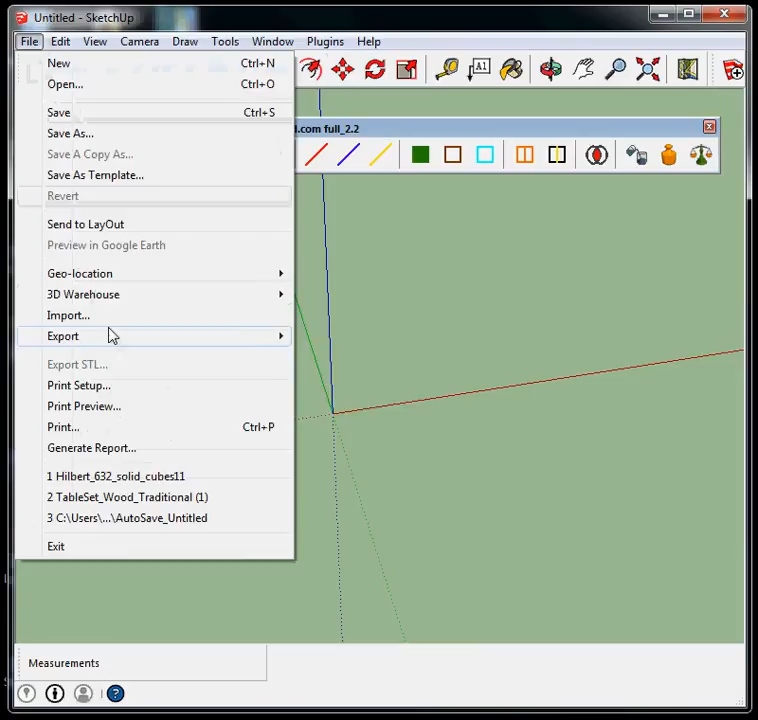 Untitled - SketchUp
File Edit View Camera Draw Tools Window Plugins Help
New Ctrl+N
Open... Ctrl+O
A1
Save Ctrl+S
d.com full_2.2
Save As...
Save A Copy As...
Save As Template...
Revert
Send to LayOut
Preview in Google Earth
Geo-location
3D Warehouse
Import...
Export
Export STL...
Print Setup...
Print Preview...
Print... Ctrl+P
Generate Report...
1 Hilbert_632_solid_cubes11
2 TableSet_Wood_Traditional (1)
3 C:\Users\...\AutoSave_Untitled
Exit
Measurements